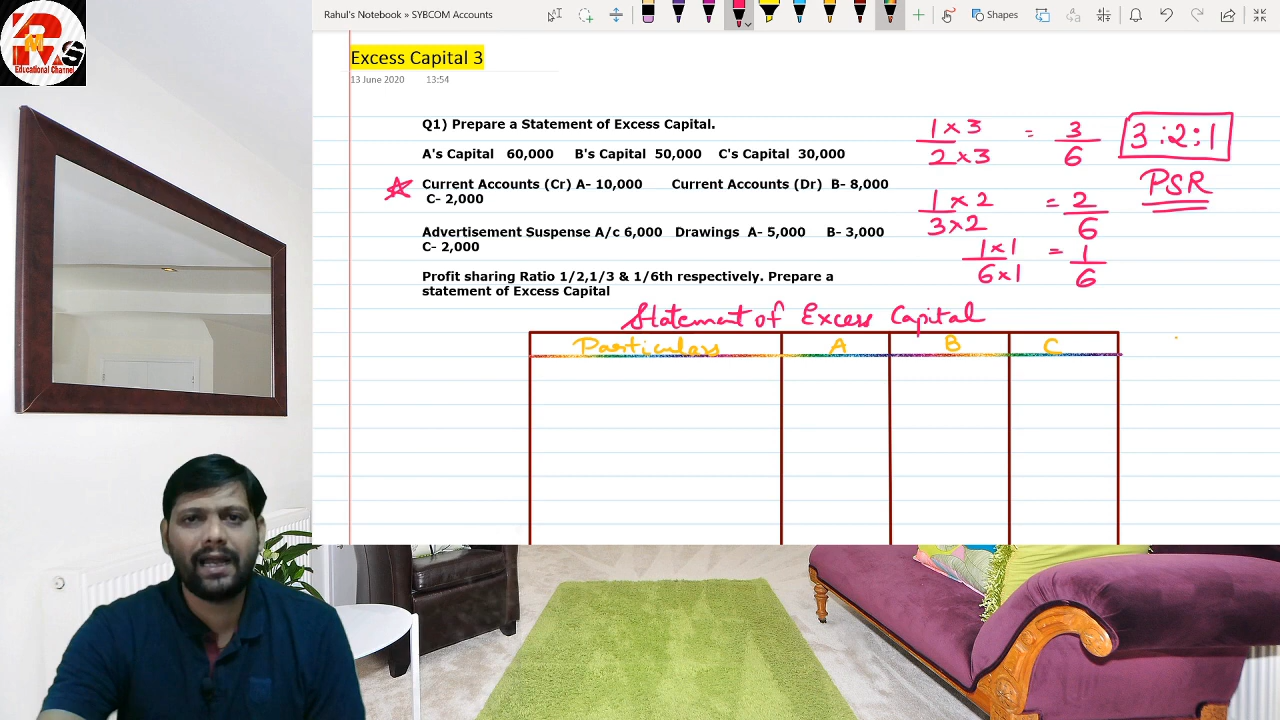 RMS
Educational Channel
Rahul's Notebook » SYBCOM Accounts
Shapes
Excess Capital 3
13 June 2020 13:54
Q1) Prepare a Statement of Excess Capital.
A's Capital 60,000 B's Capital 50,000 C's Capital 30,000
Current Accounts (Cr) A- 10,000 Current Accounts (Dr) B- 8,000
C- 2,000
Advertisement Suspense A/c 6,000 Drawings A- 5,000 B- 3,000
C- 2,000
Profit sharing Ratio 1/2,1/3 & 1/6th respectively. Prepare a
statement of Excess Capital
1 x 3 = 3
2 x 3 6
3:2:1
PSR
1 x 2 = 2
3 x 2 6
1 x 1 = 1
6 x 1 6
Statement of Excess Capital
Particulars A B C